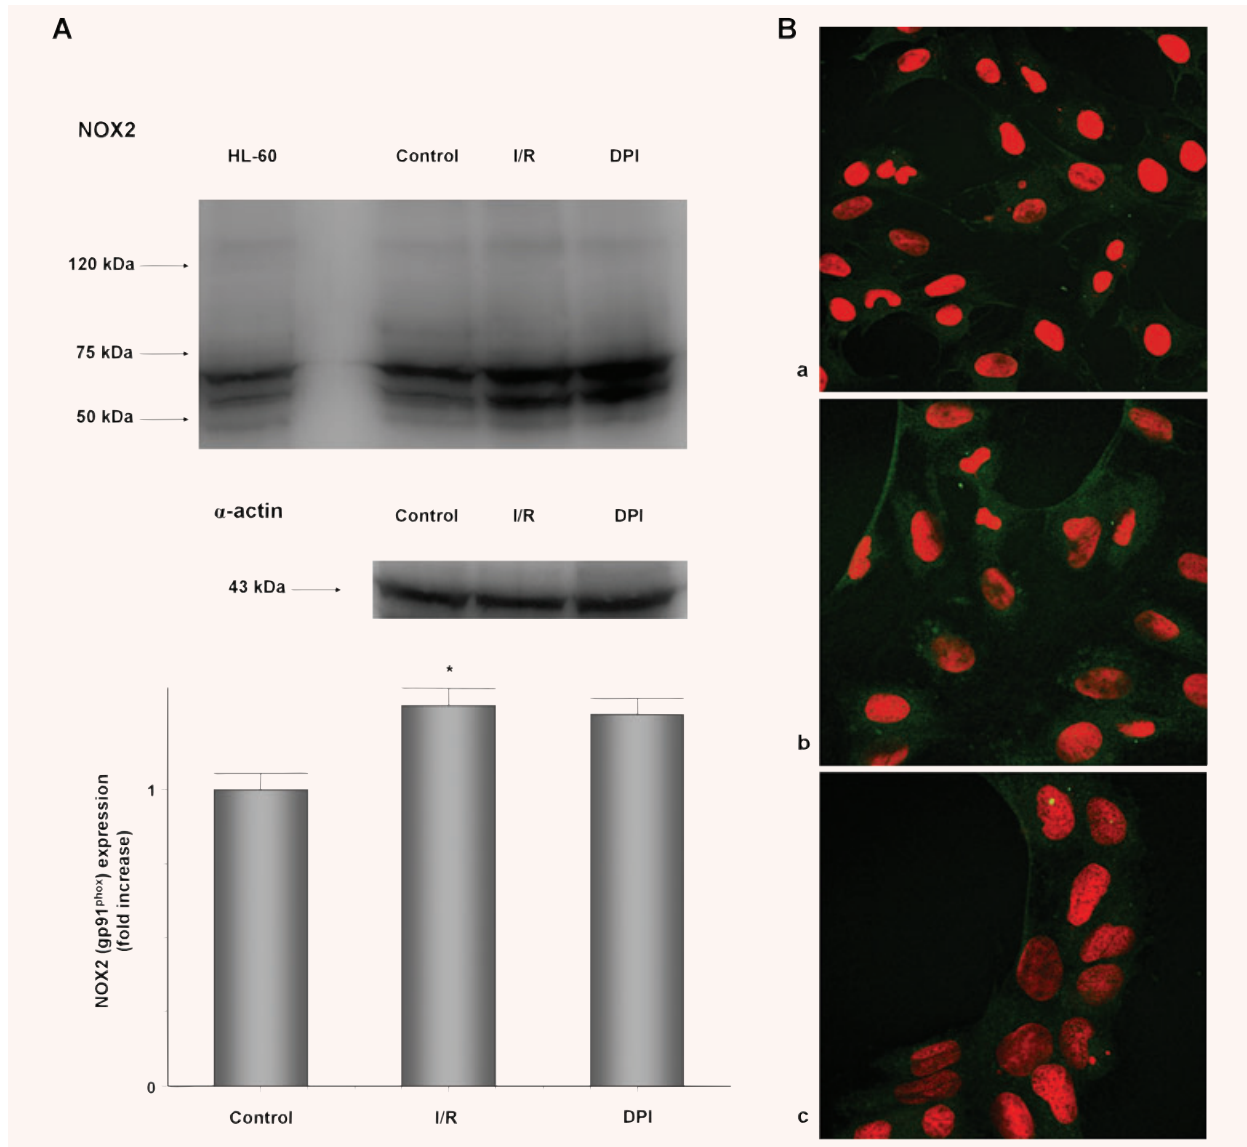 A
NOX2
HL-60 Control I/R DPI
120 kDa
75 kDa
50 kDa
α-actin
Control I/R DPI
43 kDa
*
1
0
NOX2 (gp91phox) expression
(fold increase)
Control I/R DPI
B
a
b
c